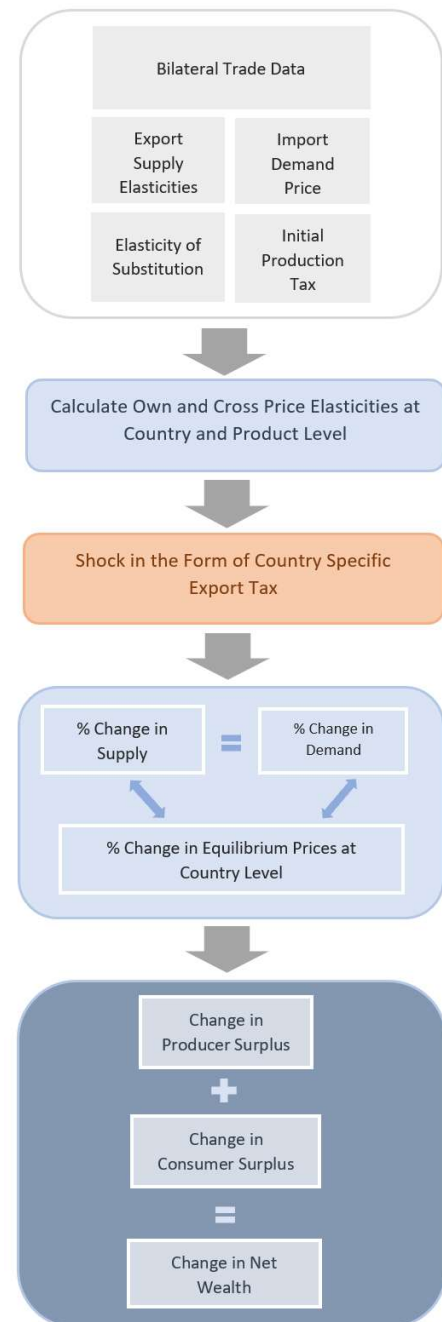 Bilateral Trade Data
Export
Supply
Elasticities
Import
Demand
Price
Elasticity of
Substitution
Initial
Production
Tax
Calculate Own and Cross Price Elasticities at
Country and Product Level
Shock in the Form of Country Specific
Export Tax
% Change in
Supply
=
% Change in
Demand
% Change in Equilibrium Prices at
Country Level
Change in
Producer Surplus
+
Change in
Consumer Surplus
=
Change in Net
Wealth